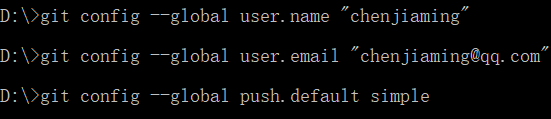 D:\>git config --global user.name "chenjiaming"
D:\>git config --global user.email "chenjiaming@qq.com"
D:\>git config --global push.default simple